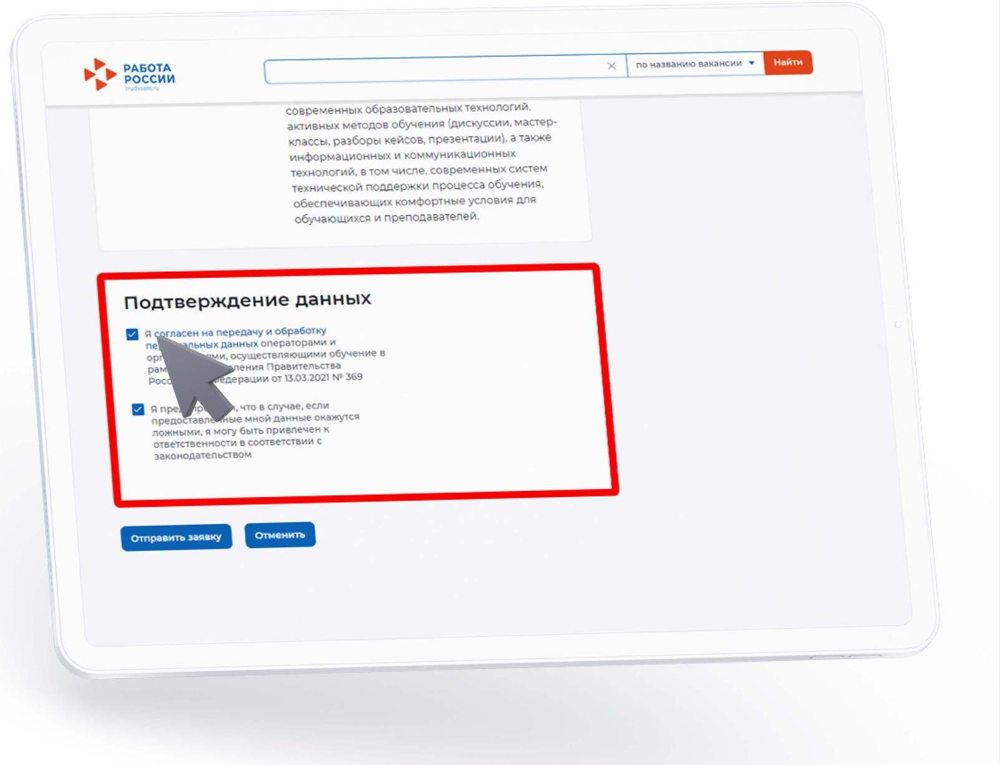 РАБОТА
РОССИИ
trudvsem.ru
по названию вакансии
Найти
современных образовательных технологий,
активных методов обучения (дискуссии, мастер-
классы, разборы кейсов, презентации), а также
информационных и коммуникационных
технологий, в том числе, современных систем
технической поддержки процесса обучения,
обеспечивающих комфортные условия для
обучающихся и преподавателей.
Подтверждение данных
Я согласен на передачу и обработку
данных операторами и
осуществляющими обучение в
Правительства
от 13.03.2021 № 369
Я что в случае, если
предоставленные мной данные окажутся
ложными, я могу быть привлечен к
ответственности в соответствии с
законодательством
Отправить заявку
Отменить